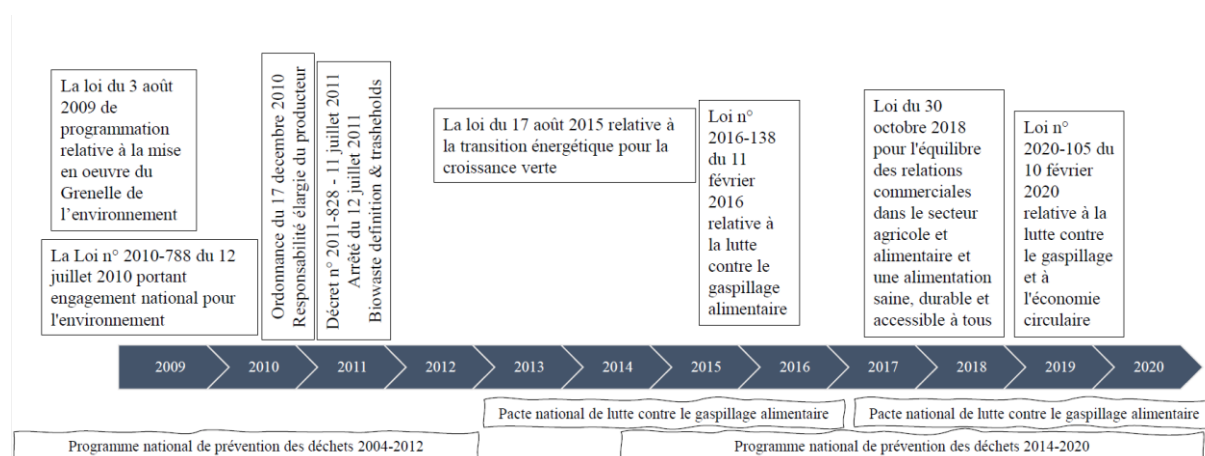 La loi du 3 août
2009 de
programmation
relative à la mise
en oeuvre du
Grenelle de
l’environnement
La Loi n° 2010-788 du 12
juillet 2010 portant
engagement national pour
l'environnement
Ordonnance du 17 decembre 2010
Responsabilité élargie du producteur
Décret n° 2011-828 - 11 juillet 2011
Arrêté du 12 juillet 2011
Biowaste definition & trasheholds
La loi du 17 août 2015 relative à
la transition énergétique pour la
croissance verte
Loi n°
2016-138
du 11
février
2016
relative à
la lutte
contre le
gaspillage
alimentaire
Loi du 30
octobre 2018
pour l'équilibre
des relations
commerciales
dans le secteur
agricole et
alimentaire et
une alimentation
saine, durable et
accessible à tous
Loi n°
2020-105 du
10 février
2020
relative à la
lutte contre
le gaspillage
et à
l'économie
circulaire
2009
2010
2011
2012
2013
2014
2015
2016
2017
2018
2019
2020
Pacte national de lutte contre le gaspillage alimentaire
Pacte national de lutte contre le gaspillage alimentaire
Programme national de prévention des déchets 2004-2012
Programme national de prévention des déchets 2014-2020